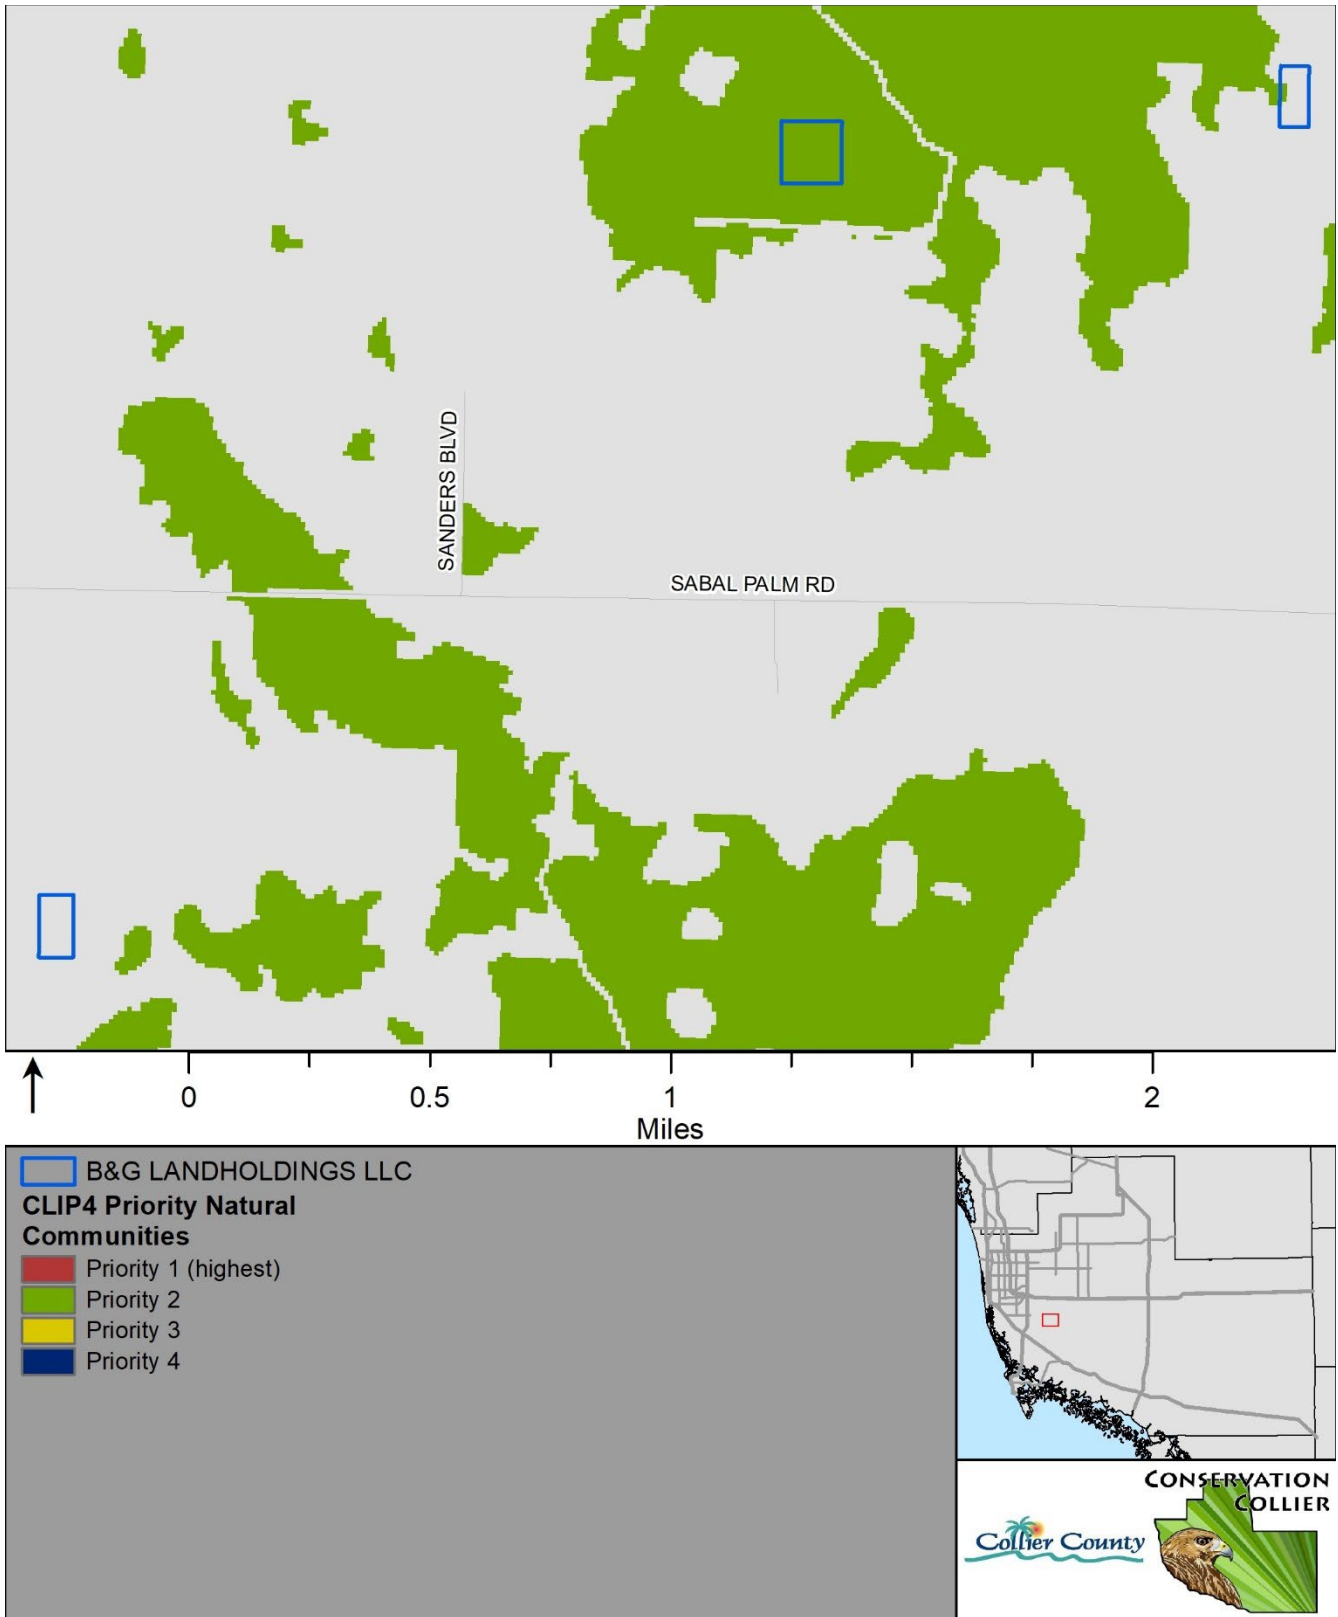 SANDERS BLVD
SABAL PALM RD
0 0.5 1 2
Miles
B&G LANDHOLDINGS LLC
CLIP4 Priority Natural
Communities
Priority 1 (highest)
Priority 2
Priority 3
Priority 4
CONSERVATION
COLLIER
Collier County